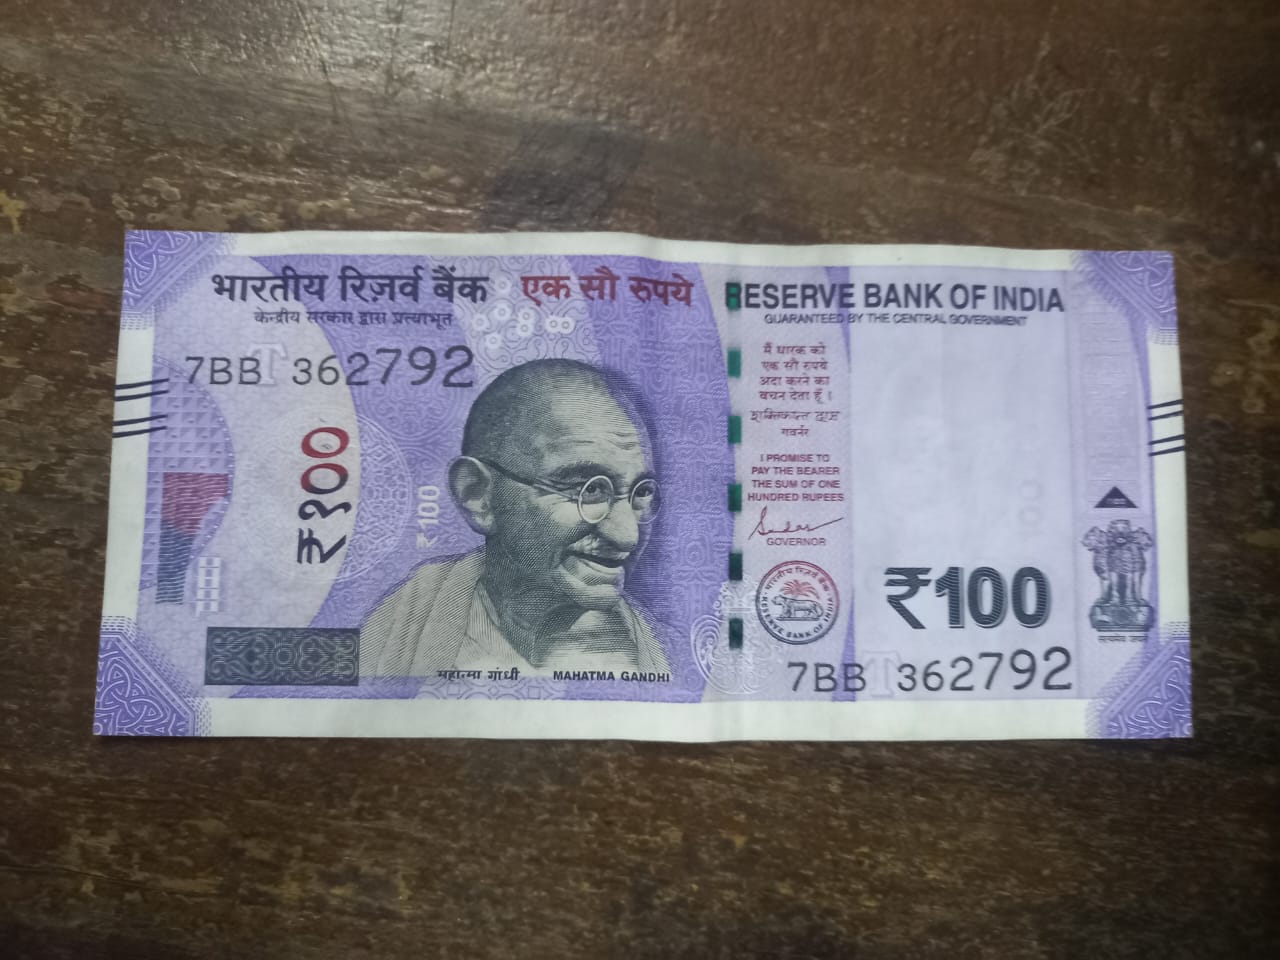 भारतीय रिज़र्व बैंक
केन्द्रीय सरकार द्वारा प्रत्याभूत
एक सौ रुपये
RESERVE BANK OF INDIA
GUARANTEED BY THE CENTRAL GOVERNMENT
7BB 362792
₹१००
₹100
मैं धारक को
एक सौ रुपये
अदा करने का
वचन देता हूँ ।
गवर्नर
I PROMISE TO
PAY THE BEARER
THE SUM OF ONE
HUNDRED RUPEES
GOVERNOR
भारतीय रिज़र्व बैंक
RESERVE BANK OF INDIA
₹100
सत्यमेव जयते
महात्मा गांधी
MAHATMA GANDHI
7BB 362792